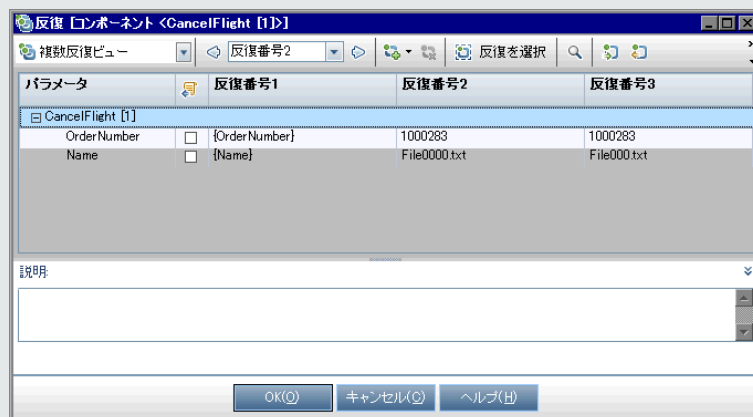 反復 [コンポーネント <CancelFlight [1]>]
複数反復ビュー 反復番号2 反復を選択
パラメータ 反復番号1 反復番号2 反復番号3
CancelFlight [1]
OrderNumber {OrderNumber} 1000283 1000283
Name {Name} File0000.txt File000.txt
説明:
OK(O) キャンセル(C) ヘルプ(H)